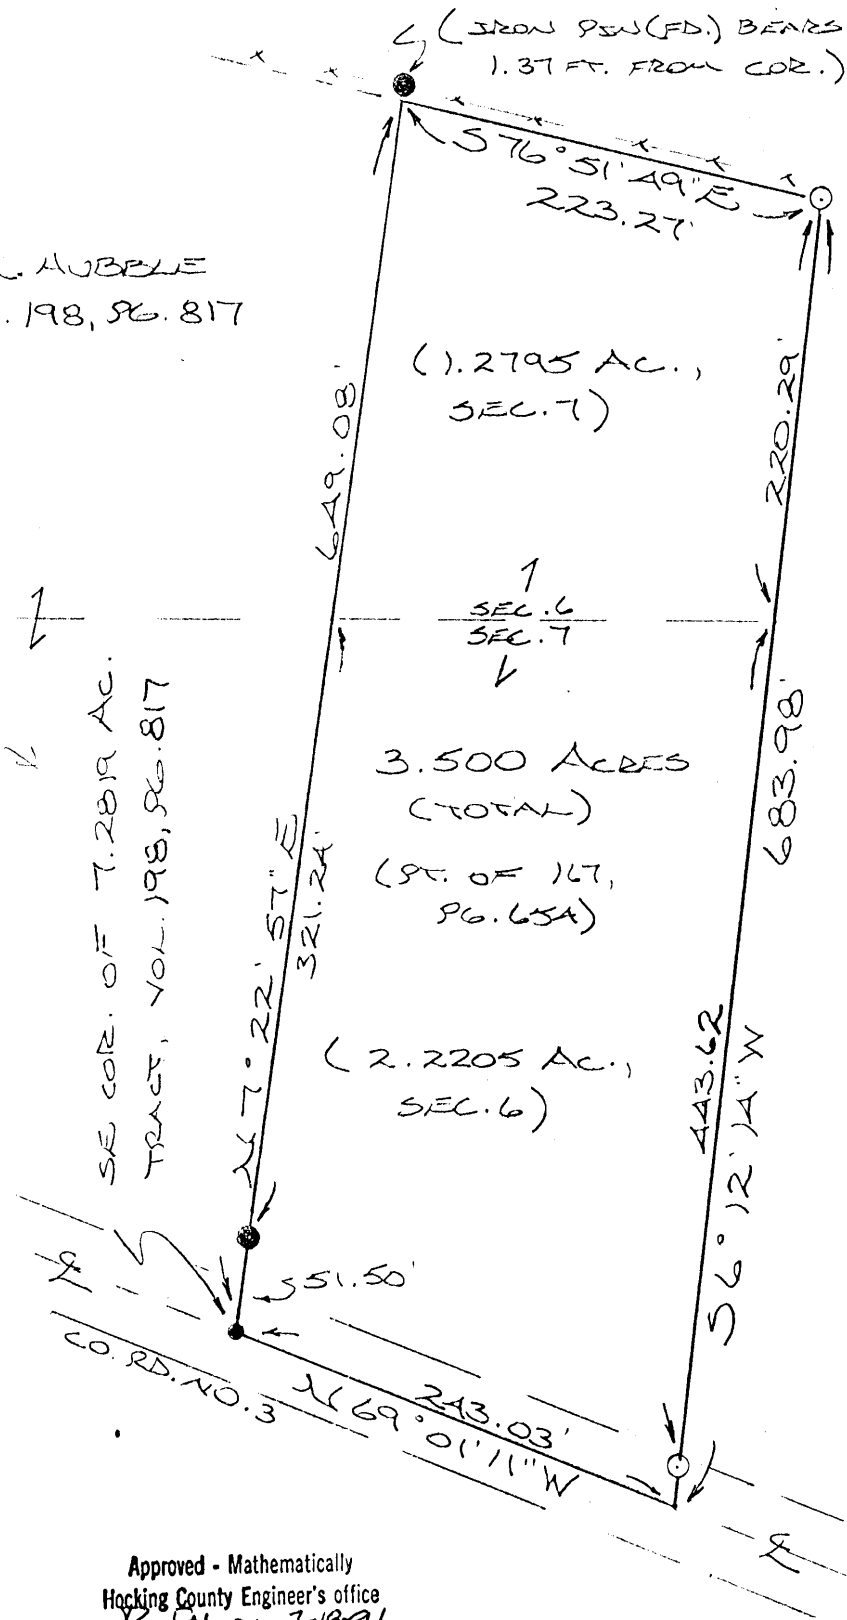 (IRON PIN(FD.) BEARS
1.37 FT. FROM COR.)
S 76° 51' 49" E
223.27'
HUBBLE
198, PG. 817
(1.2795 AC.,
SEC. 7)
649.08'
220.29'
SEC. 6
SEC. 7
SE COR. OF 7.2819 AC.
TRACT, VOL. 198, PG. 817
3.500 ACRES
(TOTAL)
(PT. OF 167,
PG. 654)
683.98'
N 7° 22' 57" E
321.24'
(2.2205 AC.,
SEC. 6)
443.62
S 6° 12' 14" W
51.50'
℄
CO. RD. NO. 3
243.03'
N 69° 01' 11" W
℄
Approved - Mathematically
Hocking County Engineer's office